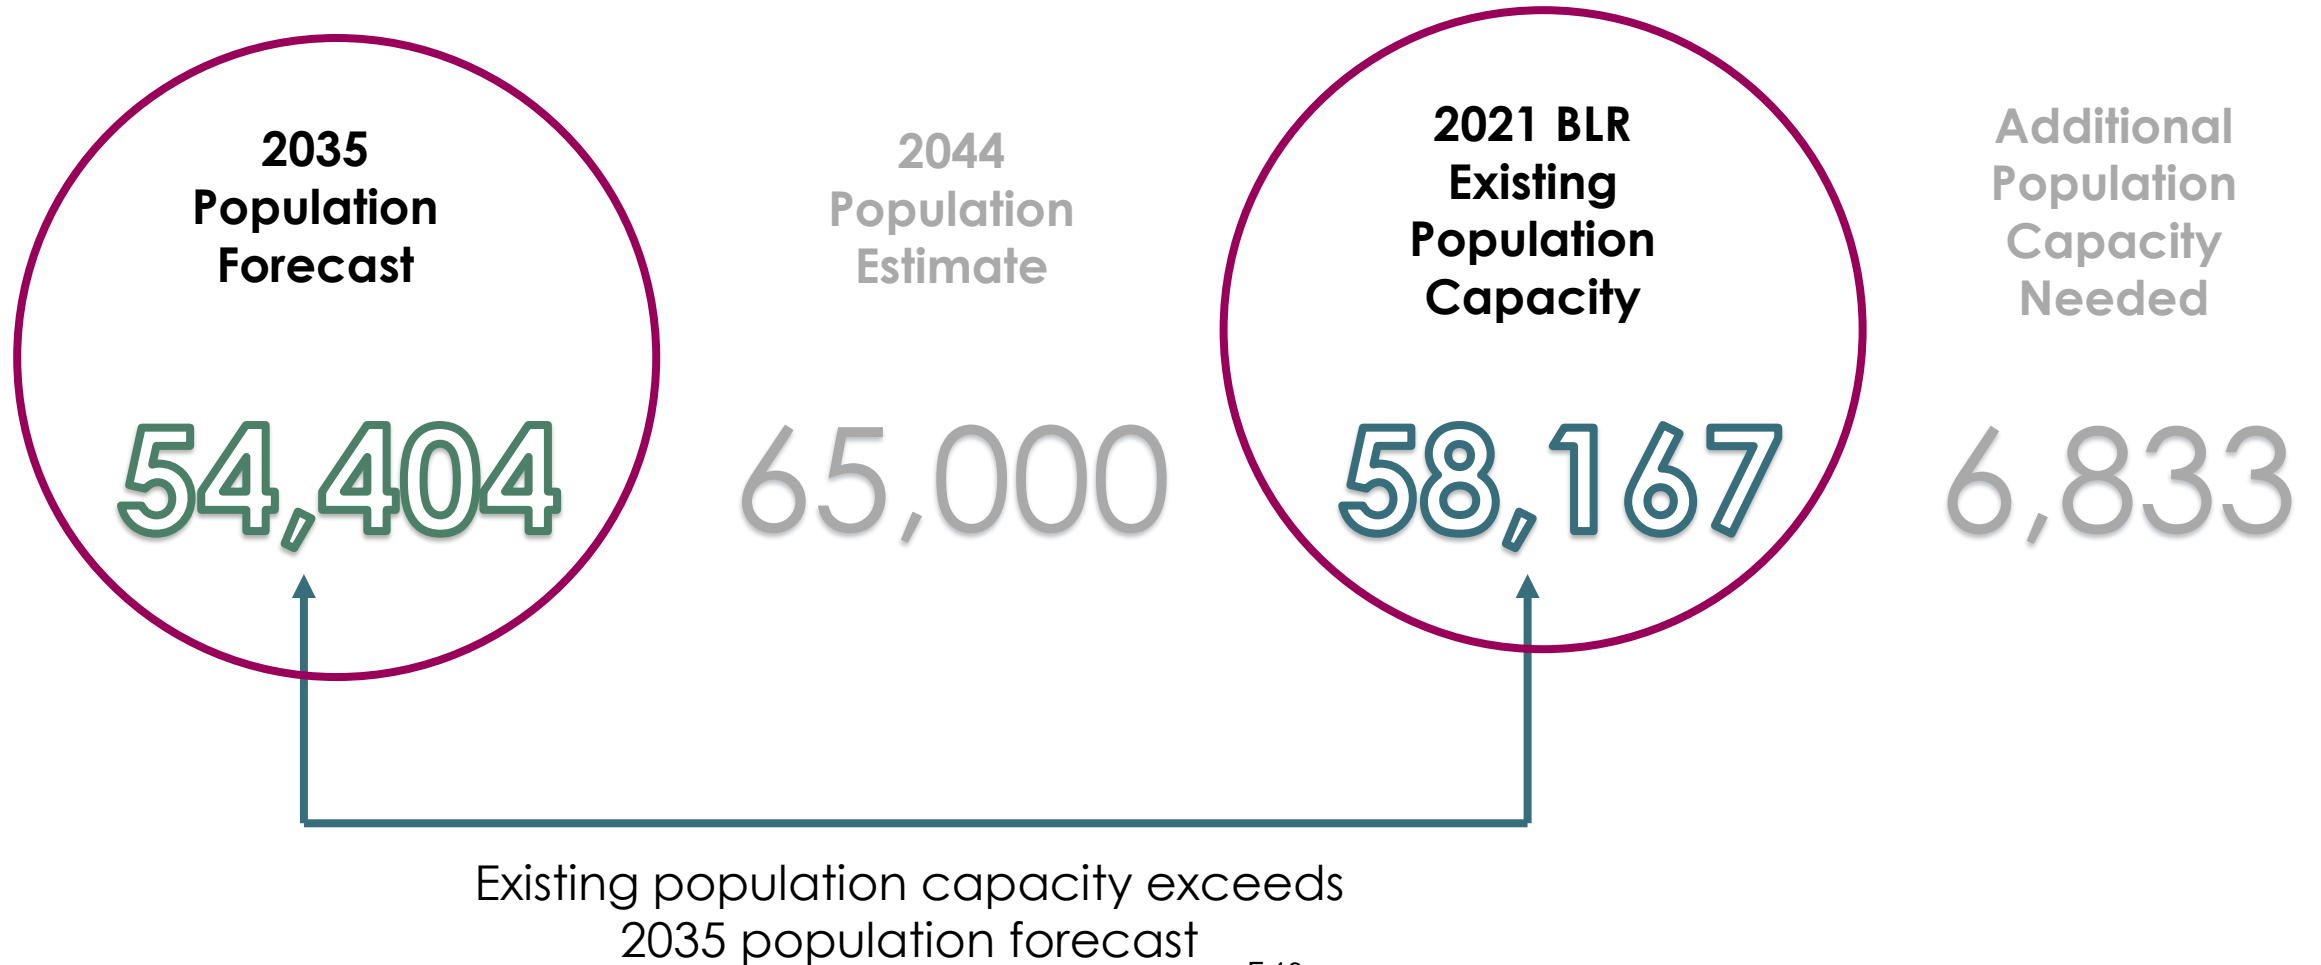 2035
Population
Forecast
54,404
2044
Population
Estimate
65,000
2021 BLR
Existing
Population
Capacity
58,167
Additional
Population
Capacity
Needed
6,833
Existing population capacity exceeds
2035 population forecast